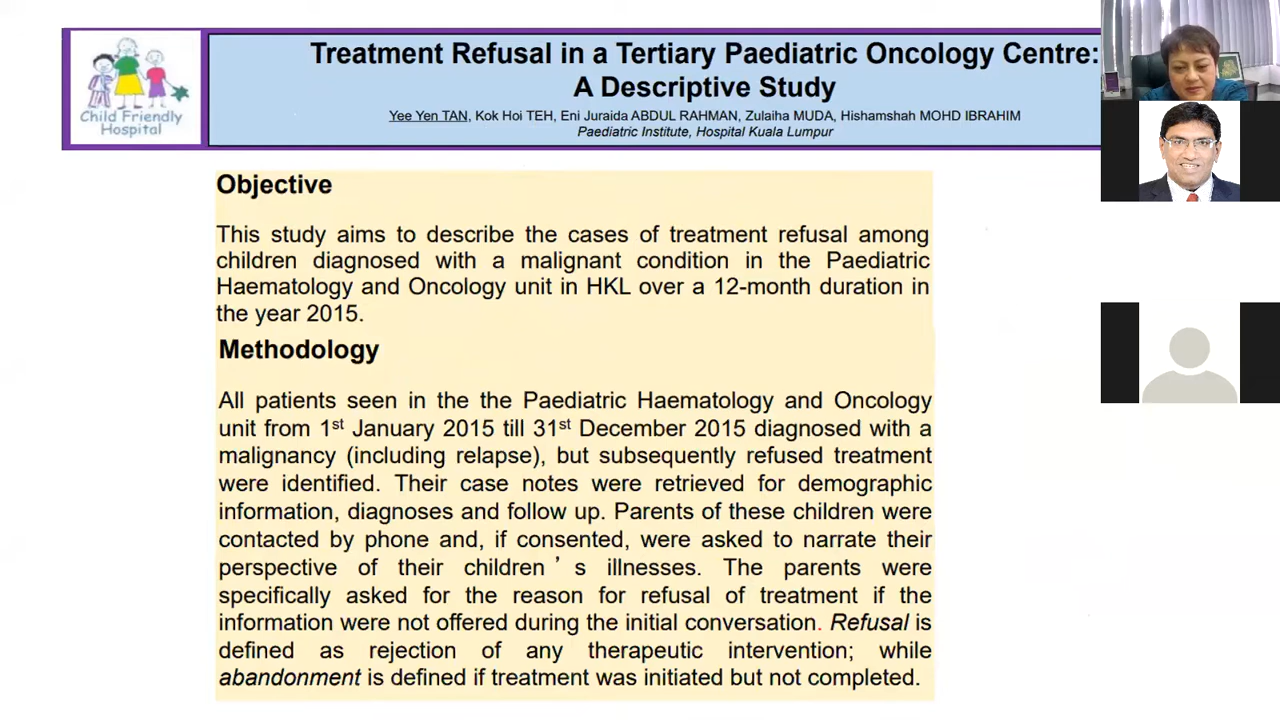 Child Friendly
Hospital
Treatment Refusal in a Tertiary Paediatric Oncology Centre:
A Descriptive Study
Yee Yen TAN, Kok Hoi TEH, Eni Juraida ABDUL RAHMAN, Zulaiha MUDA, Hishamshah MOHD IBRAHIM
Paediatric Institute, Hospital Kuala Lumpur
Objective
This study aims to describe the cases of treatment refusal among
children diagnosed with a malignant condition in the Paediatric
Haematology and Oncology unit in HKL over a 12-month duration in
the year 2015.
Methodology
All patients seen in the the Paediatric Haematology and Oncology
unit from 1st January 2015 till 31st December 2015 diagnosed with a
malignancy (including relapse), but subsequently refused treatment
were identified. Their case notes were retrieved for demographic
information, diagnoses and follow up. Parents of these children were
contacted by phone and, if consented, were asked to narrate their
perspective of their children ’ s illnesses. The parents were
specifically asked for the reason for refusal of treatment if the
information were not offered during the initial conversation. Refusal is
defined as rejection of any therapeutic intervention; while
abandonment is defined if treatment was initiated but not completed.